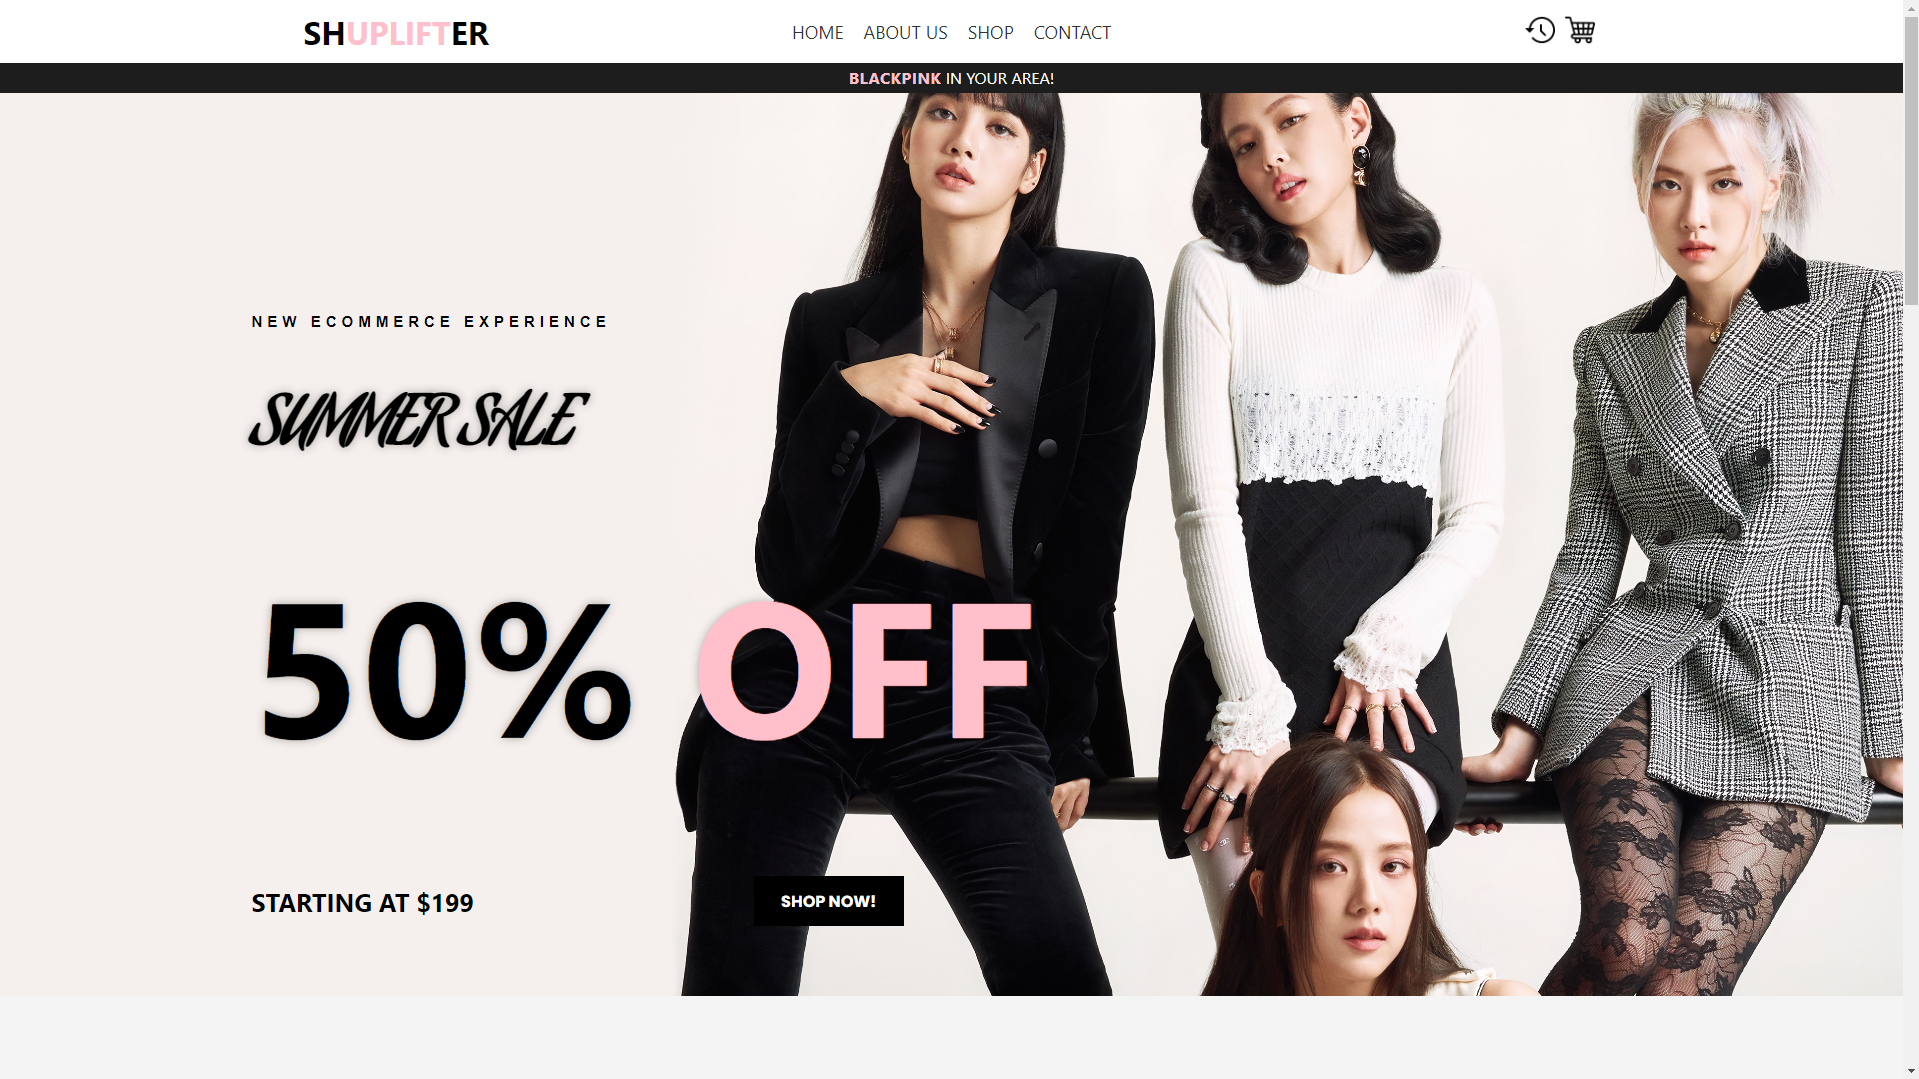 SHUPLIFTER
HOME ABOUT US SHOP CONTACT
BLACKPINK IN YOUR AREA!
NEW ECOMMERCE EXPERIENCE
SUMMER SALE
50% OFF
STARTING AT $199
SHOP NOW!